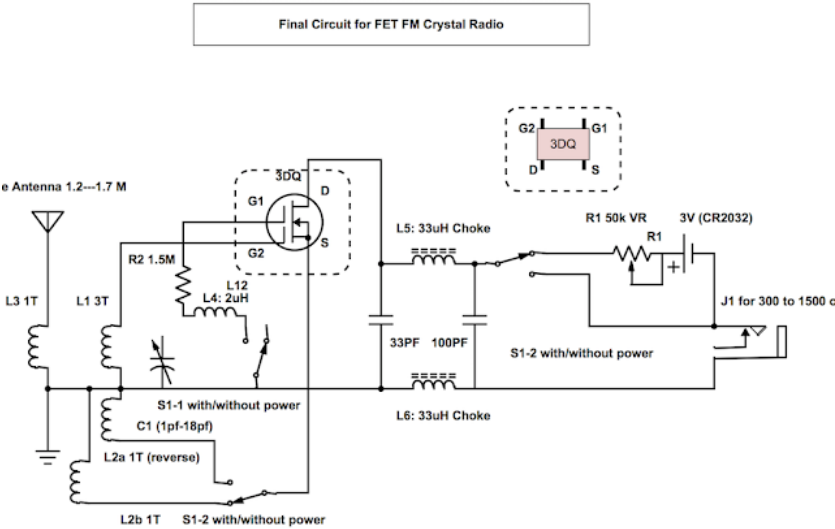 Final Circuit for FET FM Crystal Radio
G2
G1
3DQ
D
S
3DQ
D
e Antenna 1.2---1.7 M
G1
R1 50k VR
3V (CR2032)
L5: 33uH Choke
R1
S
G2
R2 1.5M
+
L12
L3 1T
L1 3T
L4: 2uH
J1 for 300 to 1500 o
33PF
100PF
S1-2 with/without power
S1-1 with/without power
L6: 33uH Choke
C1 (1pf-18pf)
L2a 1T (reverse)
L2b 1T
S1-2 with/without power